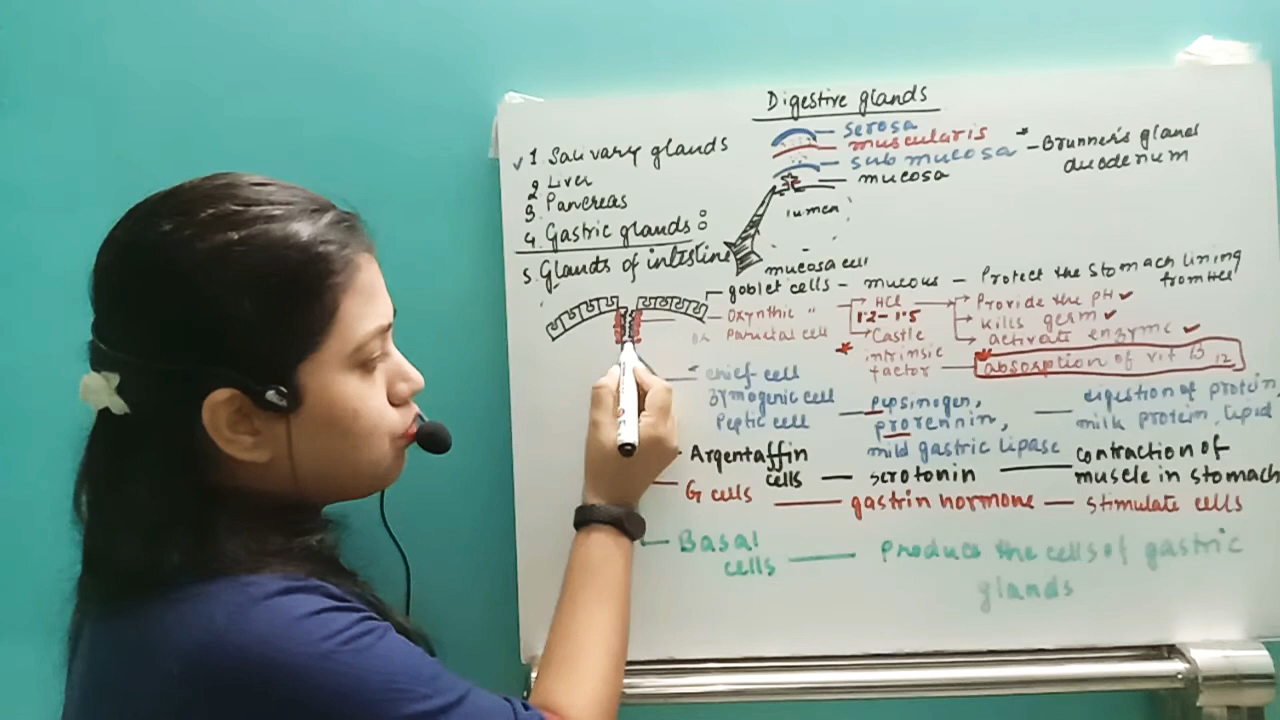 Digestive glands
✓ 1. Salivary glands
2. Liver
3. Pancreas
4. Gastric glands :
5. Glands of intestine
serosa
muscularis
sub mucosa * - Brunner's gland
duodenum
mucosa
lumen
mucosa cell
goblet cells - mucous - Protect the stomach lining
from HCl
Oxynthic "
or Parietal cell
HCl
1.2 - 1.5
Provide the PH ✓
kills germ ✓
activate enzyme ✓
* Castle
intrinsic
factor
* absorption of vit B12
chief cell
Zymogenic cell
Peptic cell
pepsinogen,
prorennin,
mild gastric lipase
digestion of protein
milk protein, lipid
Argentaffin
cells - serotonin
contraction of
muscle in stomach
G cells - gastrin hormone - stimulate cells
Basal
cells
Produce the cells of gastric
glands